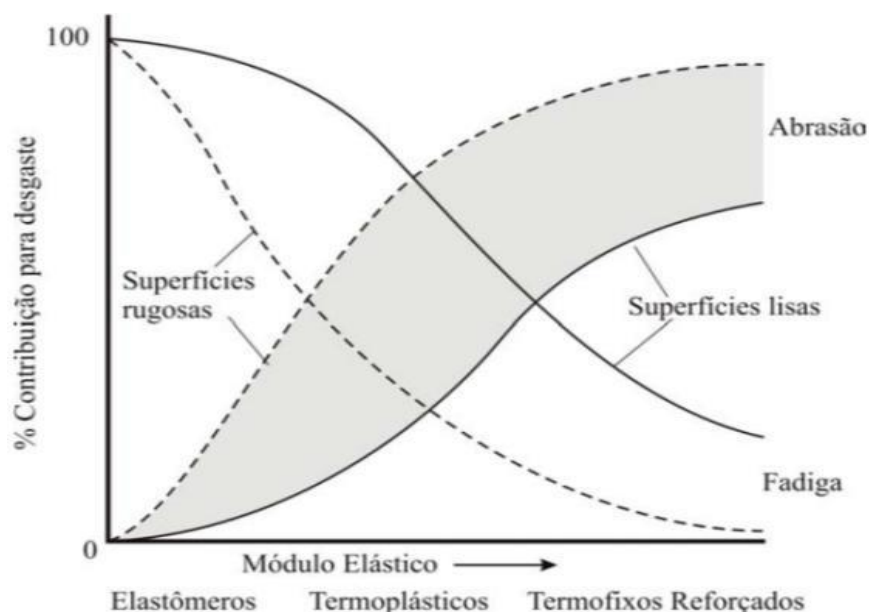 100
% Contribuição para desgaste
Abrasão
Superfícies
rugosas
Superfícies lisas
Fadiga
0
Módulo Elástico
Elastômeros Termoplásticos Termofixos Reforçados